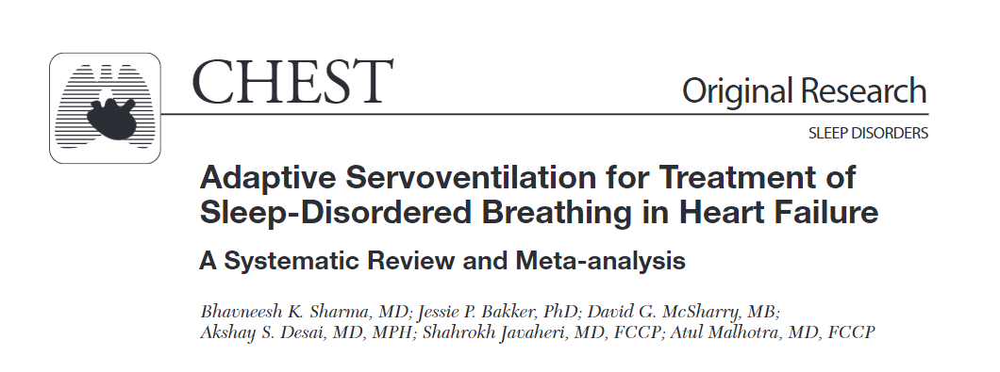 CHEST
Original Research
SLEEP DISORDERS
Adaptive Servoventilation for Treatment of
Sleep-Disordered Breathing in Heart Failure
A Systematic Review and Meta-analysis
Bhavneesh K. Sharma, MD; Jessie P. Bakker, PhD; David G. McSharry, MB;
Akshay S. Desai, MD, MPH; Shahrokh Javaheri, MD, FCCP; Atul Malhotra, MD, FCCP